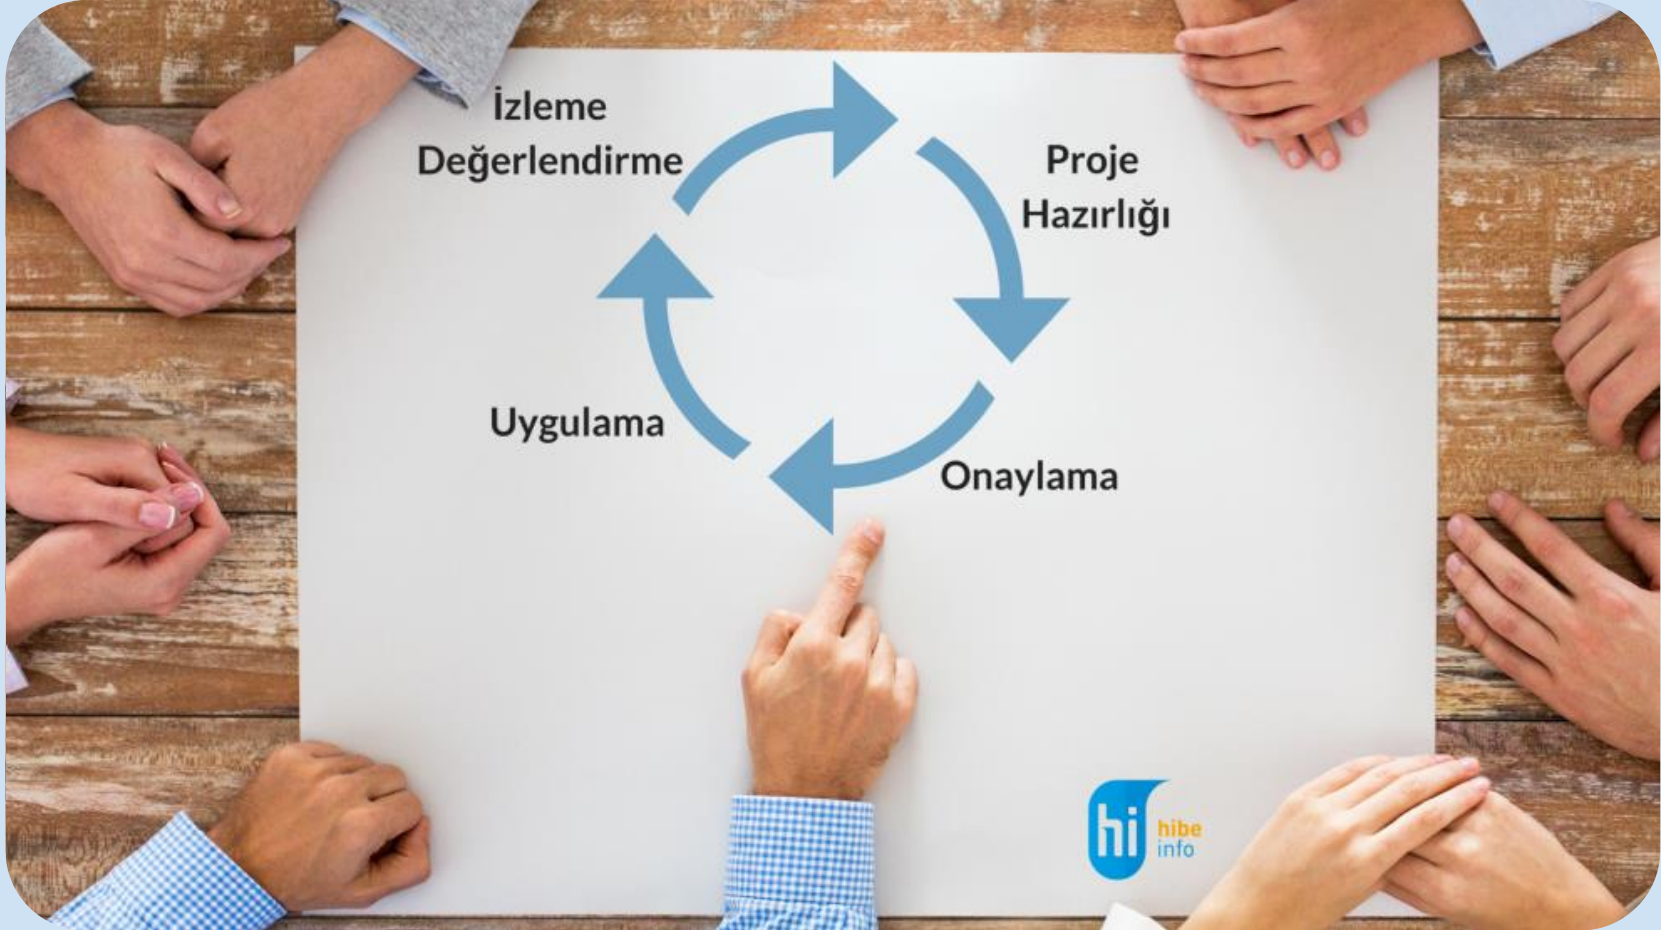 İzleme
Değerlendirme
Proje
Hazırlığı
Uygulama
Onaylama
hi
hibe
info